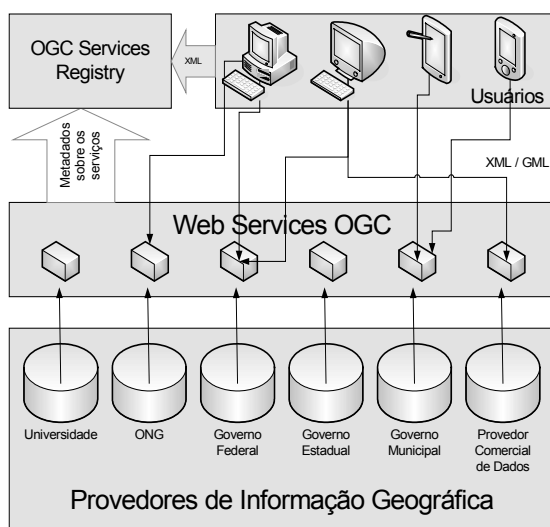 OGC Services
Registry
XML
Usuários
Metadados
sobre os
serviços
XML / GML
Web Services OGC
Universidade
ONG
Governo
Federal
Governo
Estadual
Governo
Municipal
Provedor
Comercial
de Dados
Provedores de Informação Geográfica